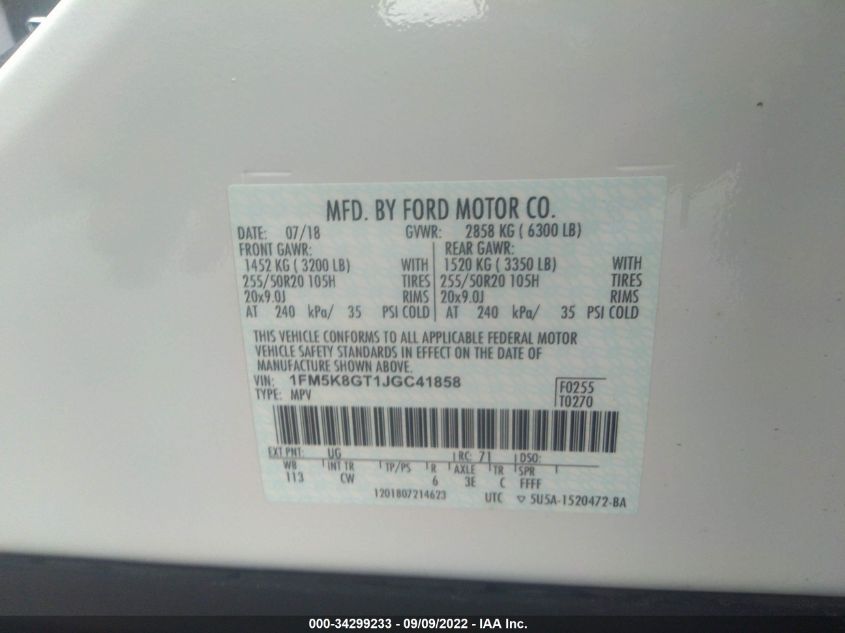 MFD. BY FORD MOTOR CO.
DATE: 07/18 GVWR: 2858 KG ( 6300 LB)
FRONT GAWR: REAR GAWR:
1452 KG ( 3200 LB) WITH 1520 KG ( 3350 LB) WITH
255/50R20 105H TIRES 255/50R20 105H TIRES
20x9.0J RIMS 20x9.0J RIMS
AT 240 kPa/ 35 PSI COLD AT 240 kPa/ 35 PSI COLD
THIS VEHICLE CONFORMS TO ALL APPLICABLE FEDERAL MOTOR
VEHICLE SAFETY STANDARDS IN EFFECT ON THE DATE OF
MANUFACTURE SHOWN ABOVE.
VIN: 1FM5K8GT1JGC41858 F0255
TYPE: MPV T0270
EXT PNT: UG RC: 71 DSO:
WB INT TR TP/PS R AXLE TR SPR
113 CW 6 3E C FFFF
1201807214623 UTC ▽ 5U5A-1520472-BA
000-34299233 - 09/09/2022 - IAA Inc.